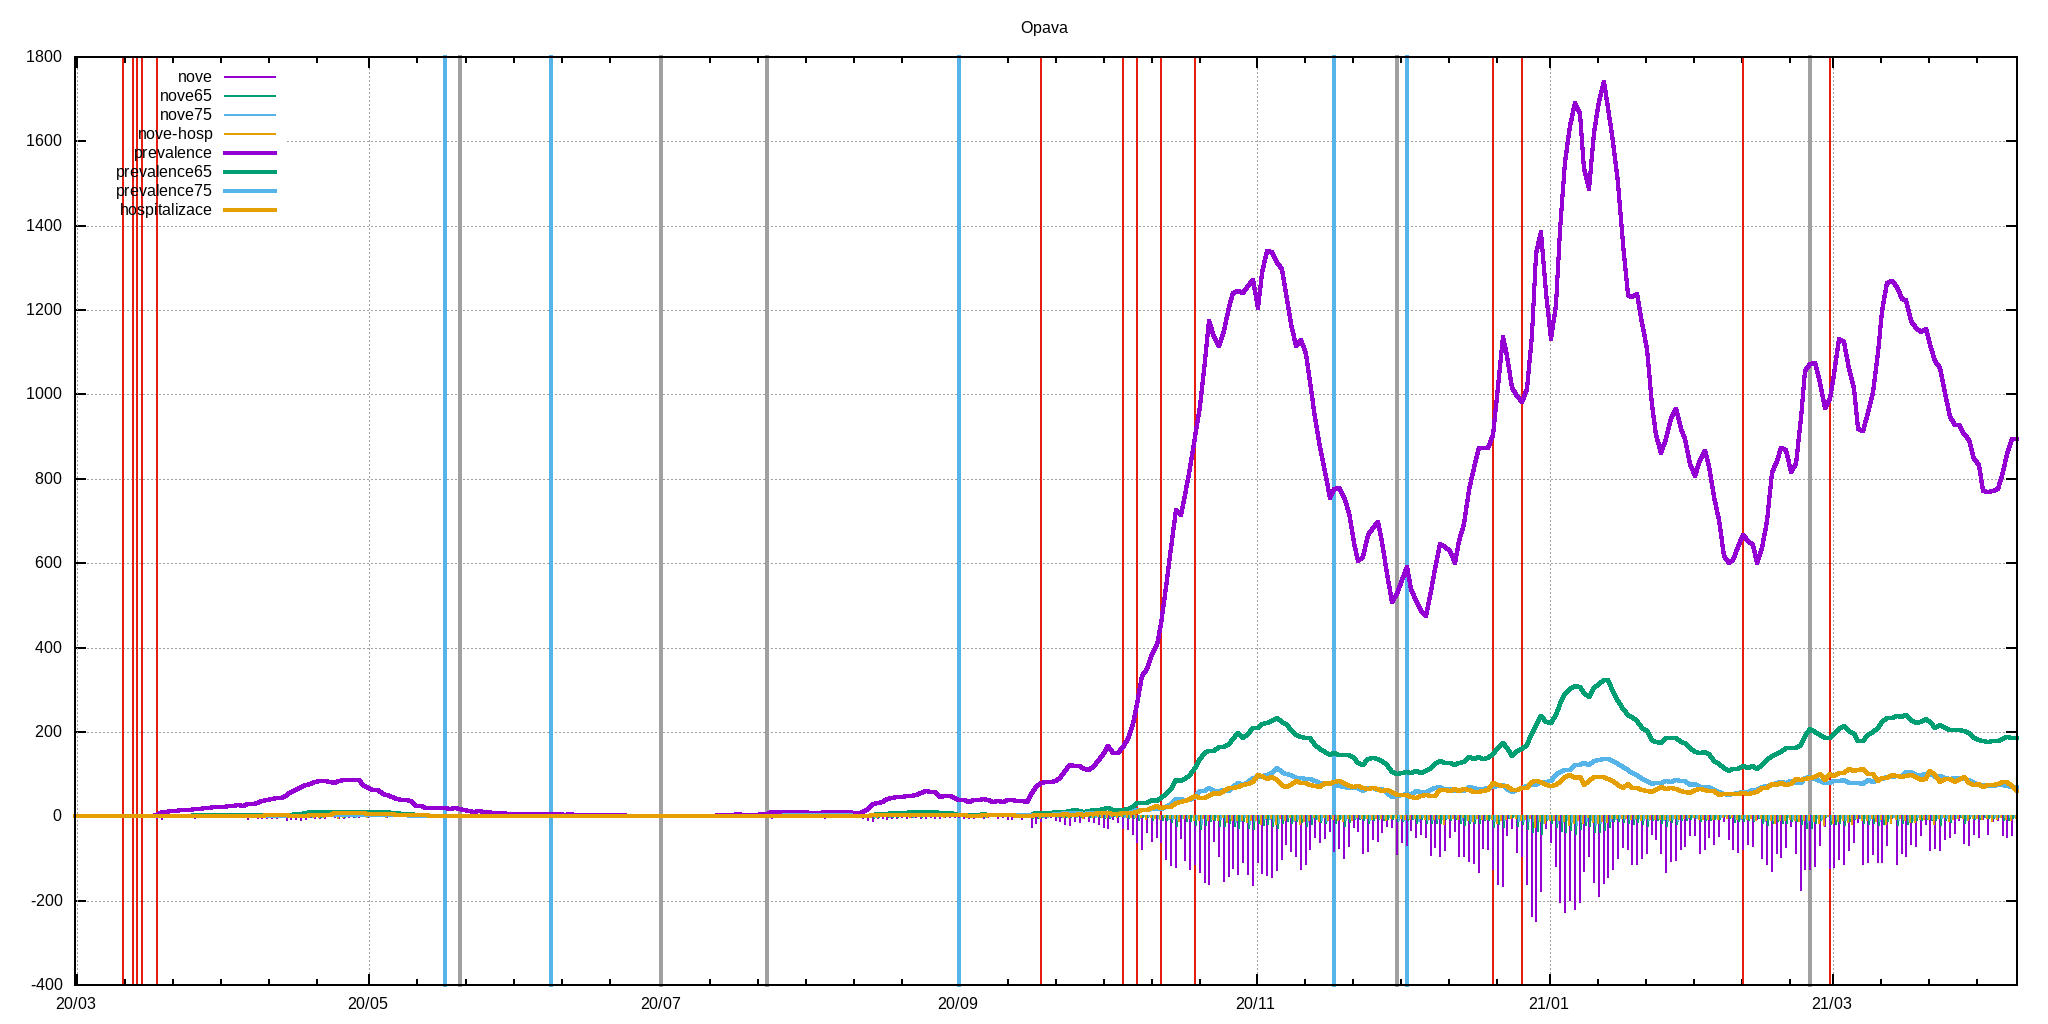 Opava
1800
1600
1400
1200
1000
800
600
400
200
0
-200
-400
nove
nove65
nove75
nove-hosp
prevalence
prevalence65
prevalence75
hospitalizace
20/03 20/05 20/07 20/09 20/11 21/01 21/03